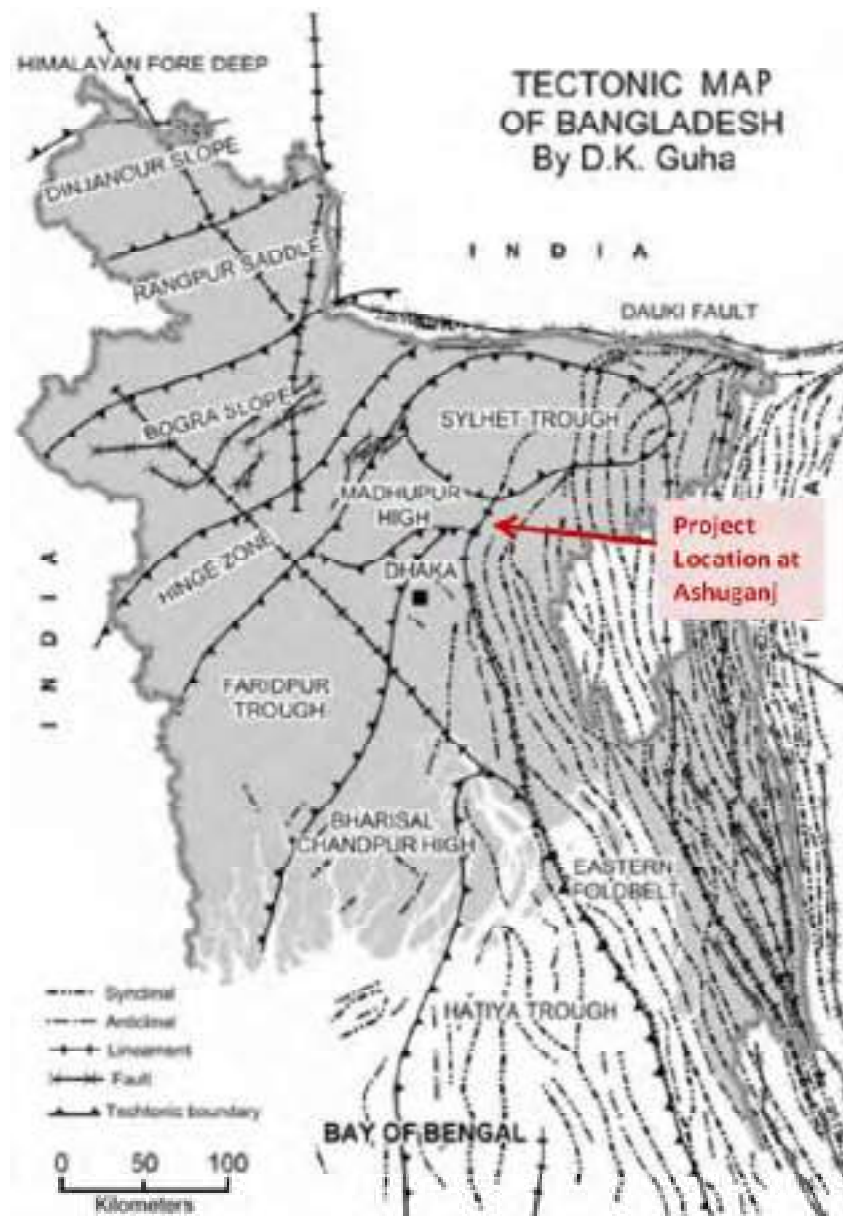 HIMALAYAN FORE DEEP
TECTONIC MAP
OF BANGLADESH
By D.K. Guha
DINJANOUR SLOPE
RANGPUR SADDLE
I N D I A
DAUKI FAULT
BOGRA SLOPE
SYLHET TROUGH
MADHUPUR
HIGH
Project
Location at
Ashuganj
HINGE ZONE
DHAKA
I N D I A
FARIDPUR
TROUGH
BHARISAL
CHANDPUR HIGH
EASTERN
FOLDBELT
HATIYA TROUGH
Synclinal
Anticlinal
Lineament
Fault
Techtonic boundary
BAY OF BENGAL
0 50 100
Kilometers